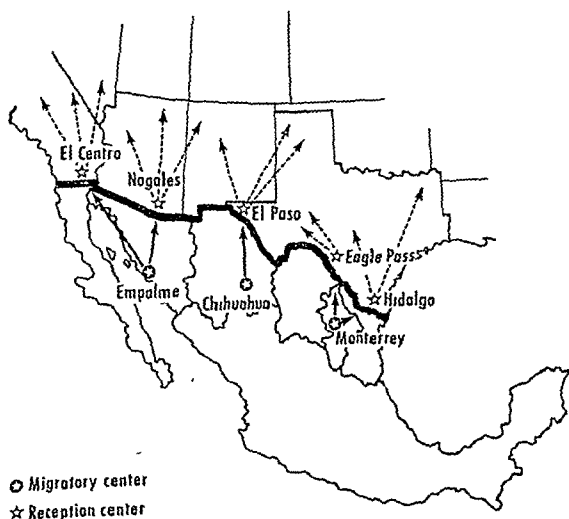 El Centro
Nogales
El Paso
Eagle Pass
Empalme
Chihuahua
Hidalgo
Monterrey
Migratory center
Reception center